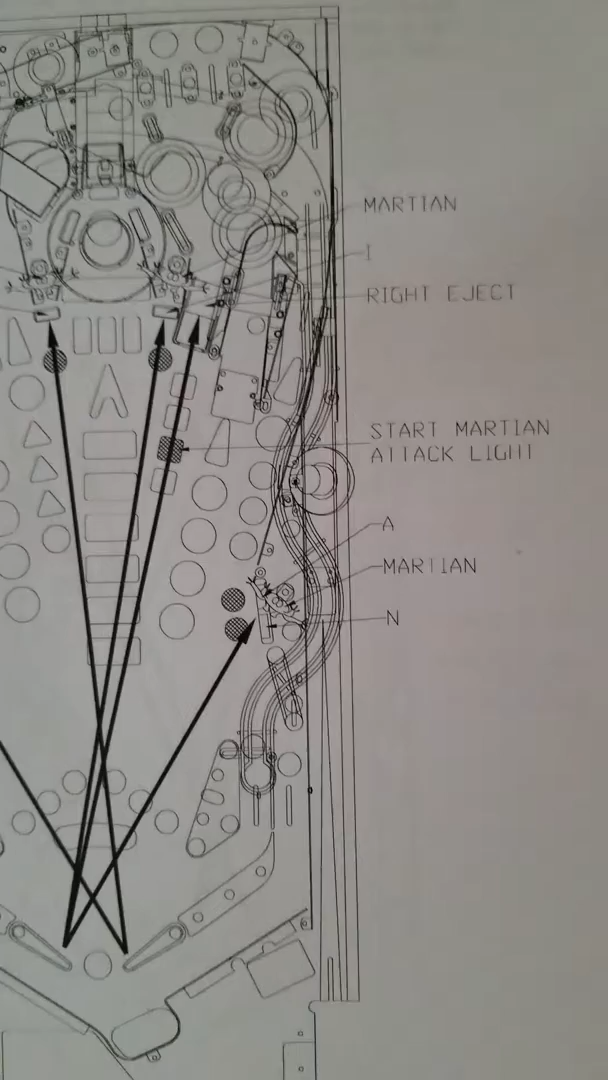 MARTIAN
I
RIGHT EJECT
START MARTIAN
ATTACK LIGHT
A
MARTIAN
N